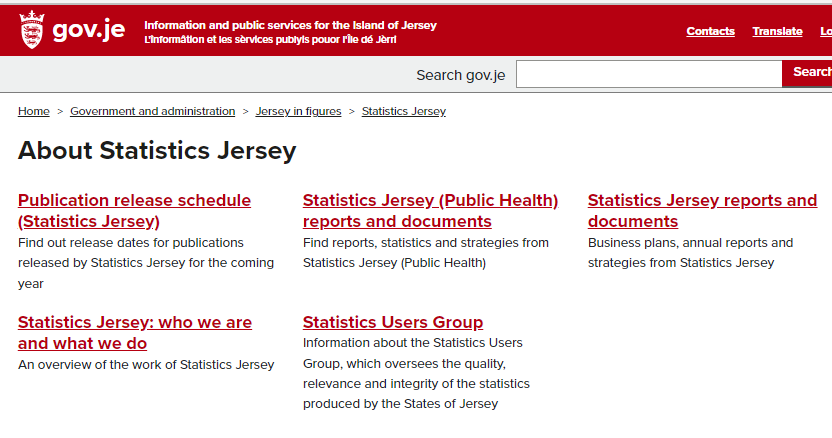 gov.je
Information and public services for the Island of Jersey
L'Înformâtion et les sèrvices publyis pouor I'Île dé Jèrri
Contacts Translate
Search gov.je
Search
Home > Government and administration > Jersey in figures > Statistics Jersey
About Statistics Jersey
Publication release schedule
(Statistics Jersey)
Find out release dates for publications
released by Statistics Jersey for the coming
year
Statistics Jersey (Public Health)
reports and documents
Find reports, statistics and strategies from
Statistics Jersey (Public Health)
Statistics Jersey reports and
documents
Business plans, annual reports and
strategies from Statistics Jersey
Statistics Jersey: who we are
and what we do
An overview of the work of Statistics Jersey
Statistics Users Group
Information about the Statistics Users
Group, which oversees the quality,
relevance and integrity of the statistics
produced by the States of Jersey